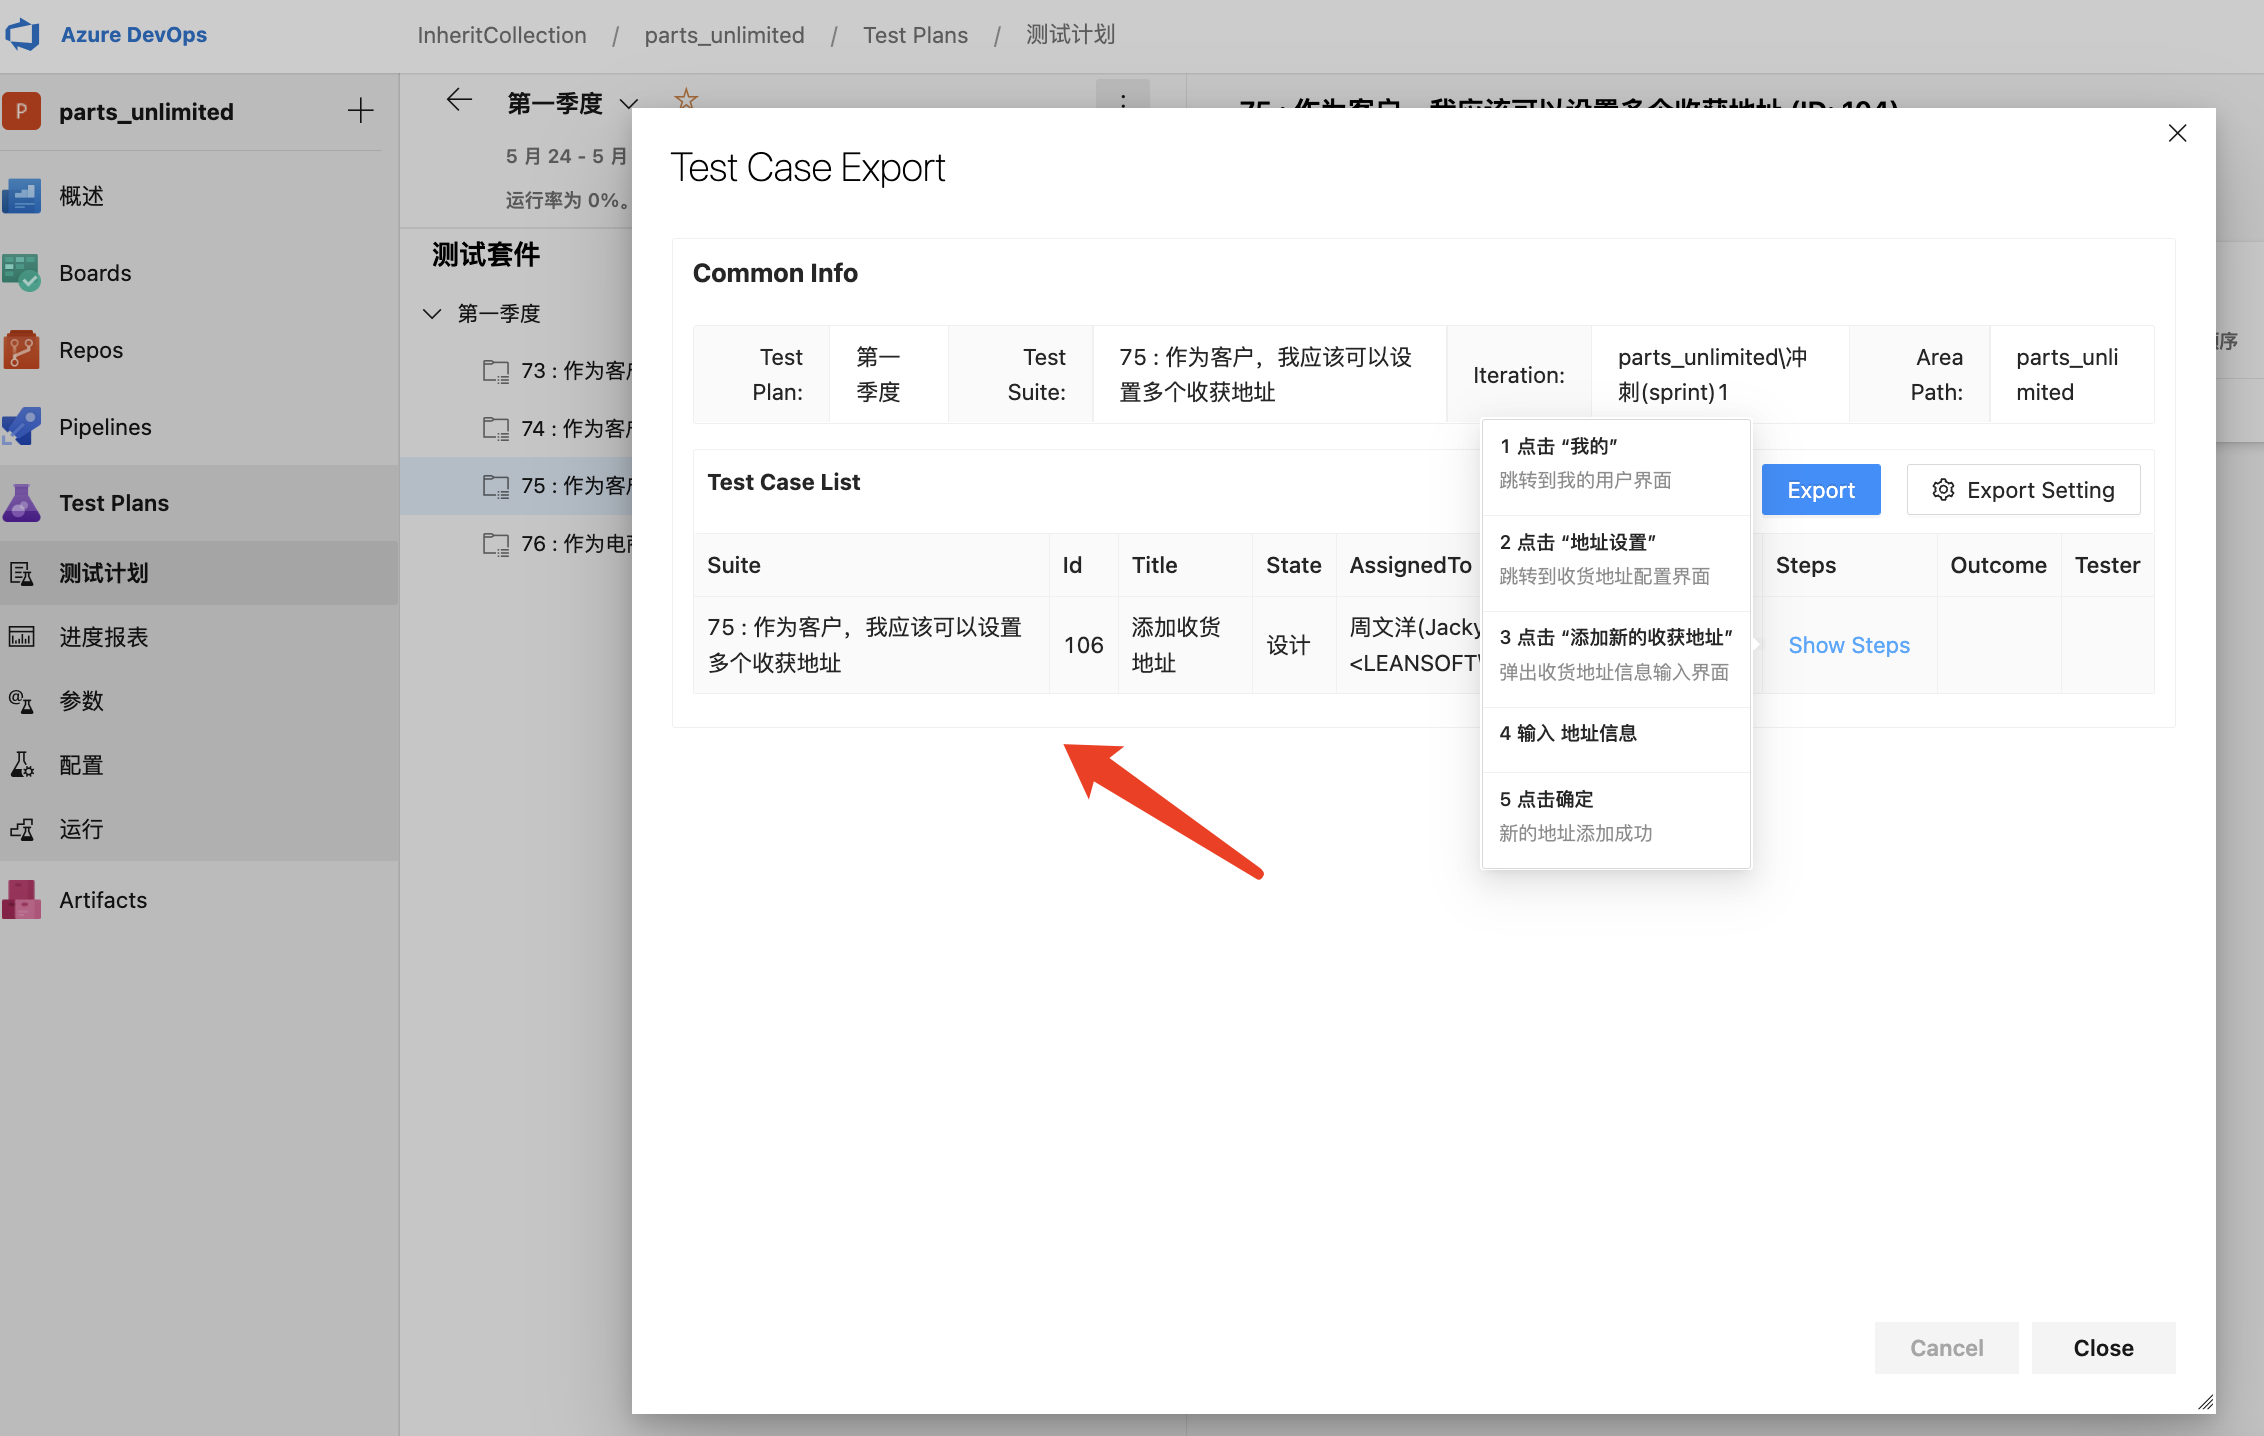 Azure DevOps
InheritCollection / parts_unlimited / Test Plans / 测试计划
P parts_unlimited
概述
Boards
Repos
Pipelines
Test Plans
测试计划
进度报表
参数
配置
运行
Artifacts
第一季度
5 月 24 - 5 月
运行率为 0%。
测试套件
第一季度
73 : 作为客户
74 : 作为客户
75 : 作为客户
76 : 作为电商
75 : 作为客户，我应该可以设置多个收获地址 (ID: 104)
顺序
Test Case Export
Common Info
Test Plan:
第一季度
Test Suite:
75 : 作为客户，我应该可以设
置多个收获地址
Iteration:
parts_unlimited\冲
刺(sprint)1
Area Path:
parts_unli
mited
Test Case List
Export
Export Setting
Suite Id Title State AssignedTo Steps Outcome Tester
75 : 作为客户，我应该可以设置
多个收获地址
106
添加收货
地址
设计
周文洋(Jacky
<LEANSOFT\
Show Steps
1 点击 “我的”
跳转到我的用户界面
2 点击 “地址设置”
跳转到收货地址配置界面
3 点击 “添加新的收获地址”
弹出收货地址信息输入界面
4 输入 地址信息
5 点击确定
新的地址添加成功
Cancel
Close